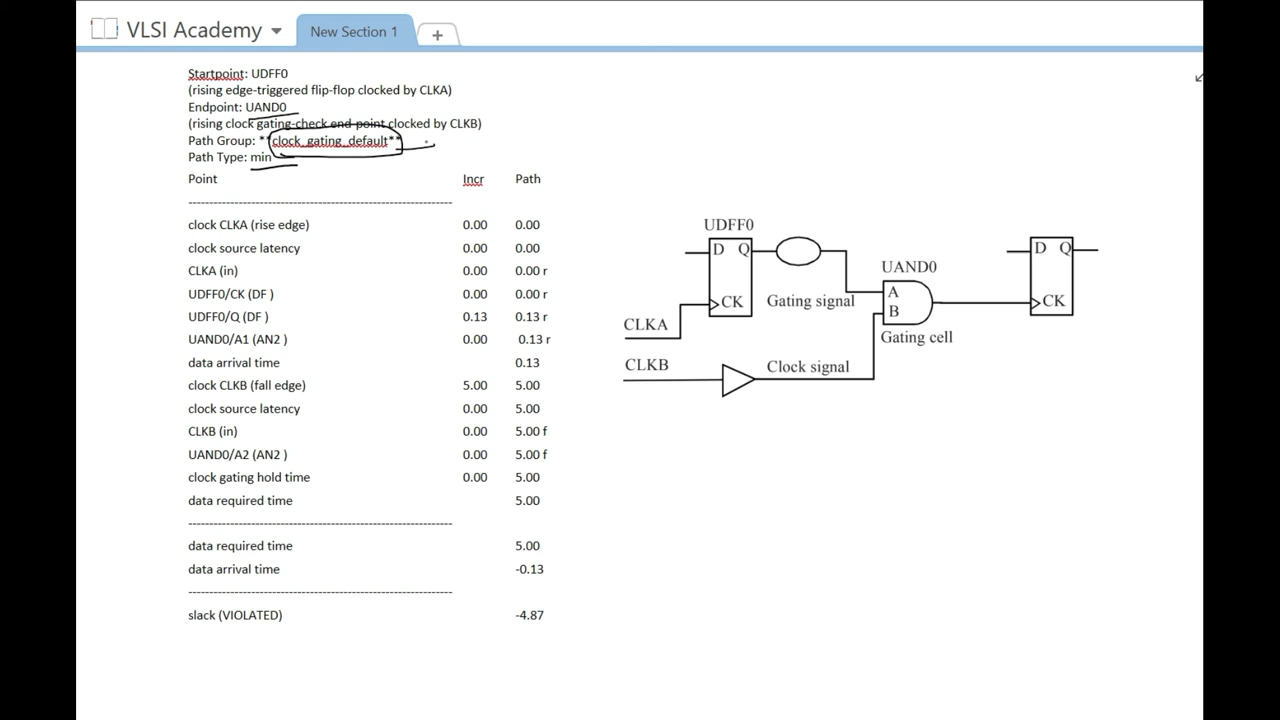 VLSI Academy
New Section 1
+
Startpoint: UDFF0
(rising edge-triggered flip-flop clocked by CLKA)
Endpoint: UAND0
(rising clock gating-check end-point clocked by CLKB)
Path Group: **clock_gating_default**
Path Type: min
Point Incr Path
--------------------------------------------------------------
clock CLKA (rise edge) 0.00 0.00
clock source latency 0.00 0.00
CLKA (in) 0.00 0.00 r
UDFF0/CK (DF ) 0.00 0.00 r
UDFF0/Q (DF ) 0.13 0.13 r
UAND0/A1 (AN2 ) 0.00 0.13 r
data arrival time 0.13
clock CLKB (fall edge) 5.00 5.00
clock source latency 0.00 5.00
CLKB (in) 0.00 5.00 f
UAND0/A2 (AN2 ) 0.00 5.00 f
clock gating hold time 0.00 5.00
data required time 5.00
--------------------------------------------------------------
data required time 5.00
data arrival time -0.13
--------------------------------------------------------------
slack (VIOLATED) -4.87
UDFF0
D Q
CK
CLKA
Gating signal
UAND0
A
B
Gating cell
CLKB
Clock signal
D Q
CK